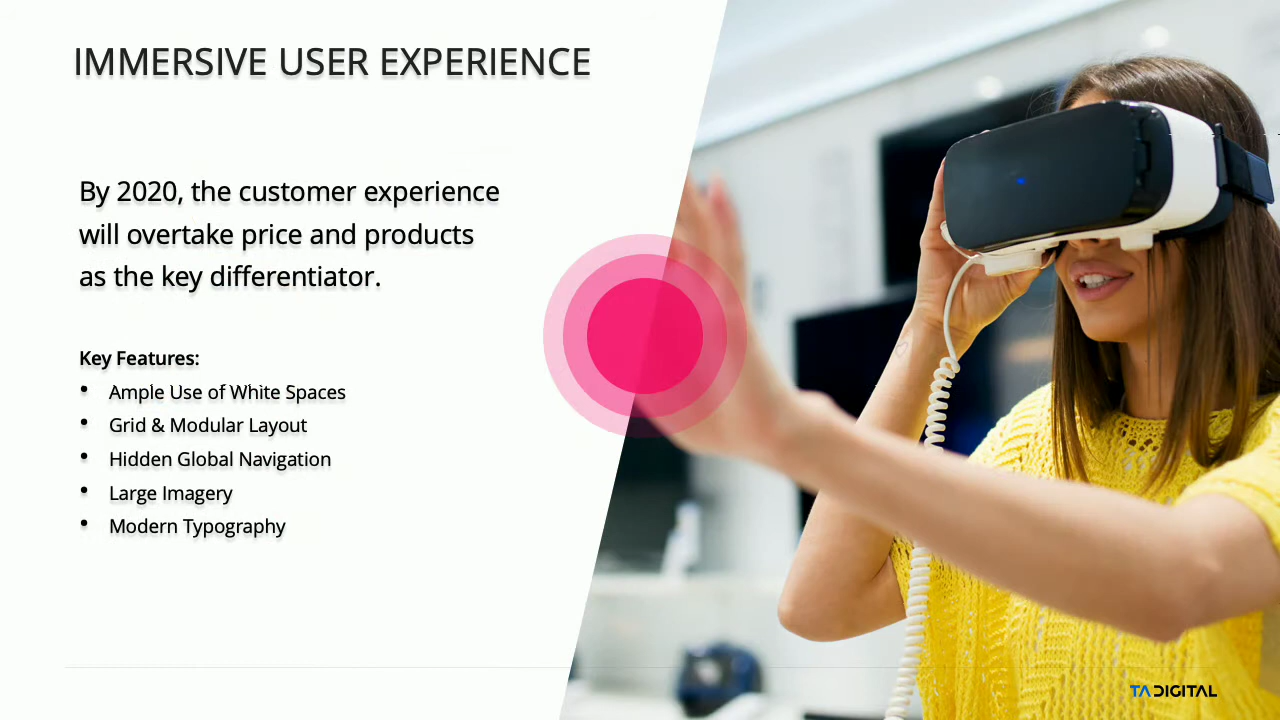 IMMERSIVE USER EXPERIENCE
By 2020, the customer experience
will overtake price and products
as the key differentiator.
Key Features:
• Ample Use of White Spaces
• Grid & Modular Layout
• Hidden Global Navigation
• Large Imagery
• Modern Typography
TA DIGITAL